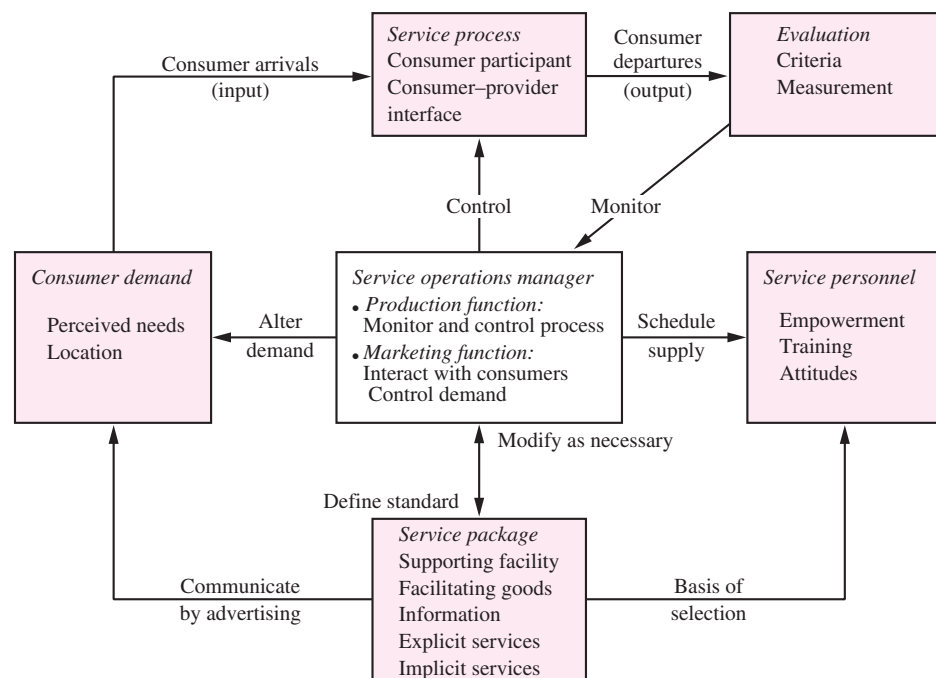 Service process
Consumer participant
Consumer–provider
interface
Consumer arrivals
(input)
Consumer
departures
(output)
Evaluation
Criteria
Measurement
Control
Monitor
Consumer demand
Perceived needs
Location
Alter
demand
Service operations manager
• Production function:
Monitor and control process
• Marketing function:
Interact with consumers
Control demand
Schedule
supply
Service personnel
Empowerment
Training
Attitudes
Modify as necessary
Define standard
Communicate
by advertising
Service package
Supporting facility
Facilitating goods
Information
Explicit services
Implicit services
Basis of
selection